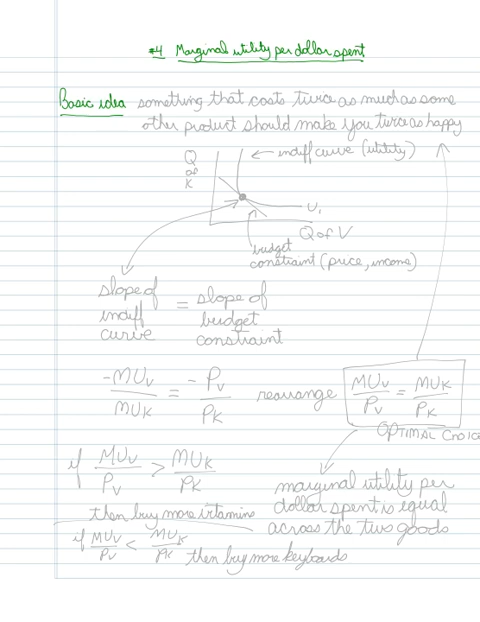 #4 Marginal utility per dollar spent
Basic idea something that costs twice as much as some
other product should make you twice as happy
Q of K
indiff curve (utility)
U₁
Q of V
budget
constraint (price, income)
slope of indiff curve = slope of budget constraint
-MUv/MUK = -Pv/PK rearrange MUv/Pv = MUK/PK
OPTIMAL CHOICE
if MUv/Pv > MUK/PK
then buy more vitamins
if MUv/Pv < MUK/PK then buy more keyboards
marginal utility per
dollar spent is equal
across the two goods